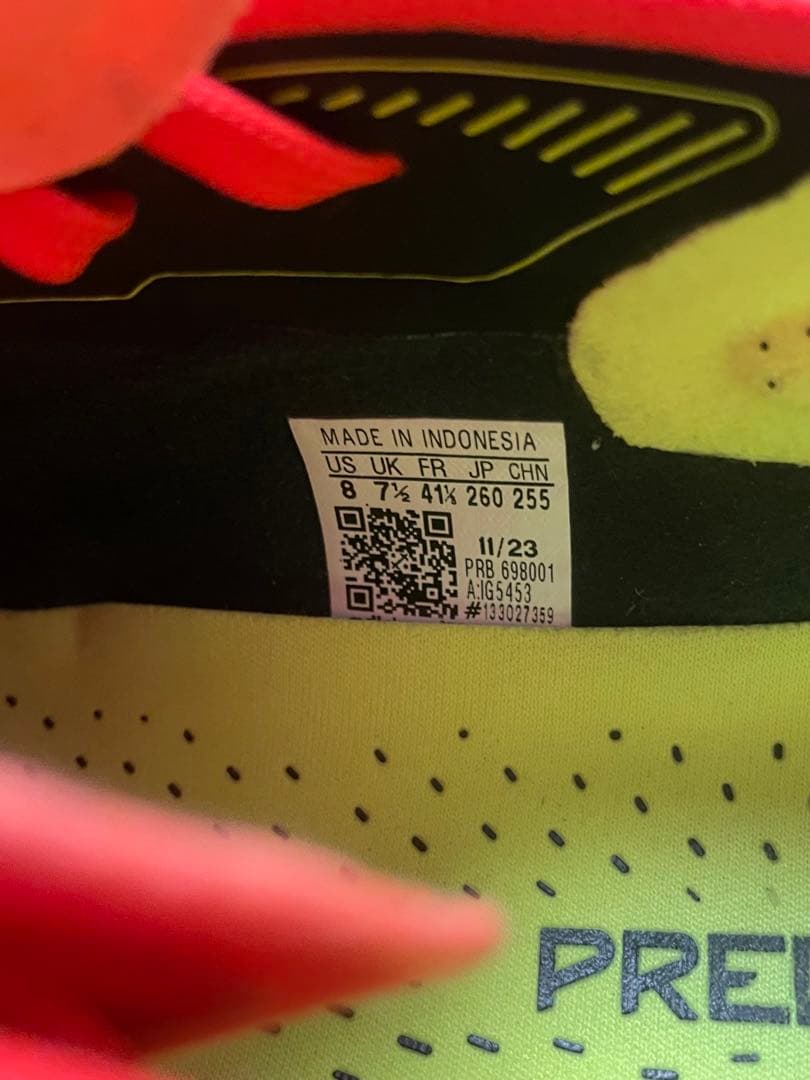 MADE IN INDONESIA
US UK FR JP CHN
8 7½ 41⅓ 260 255
11/23
PRB 698001
A:IG5453
#133027359
PRE